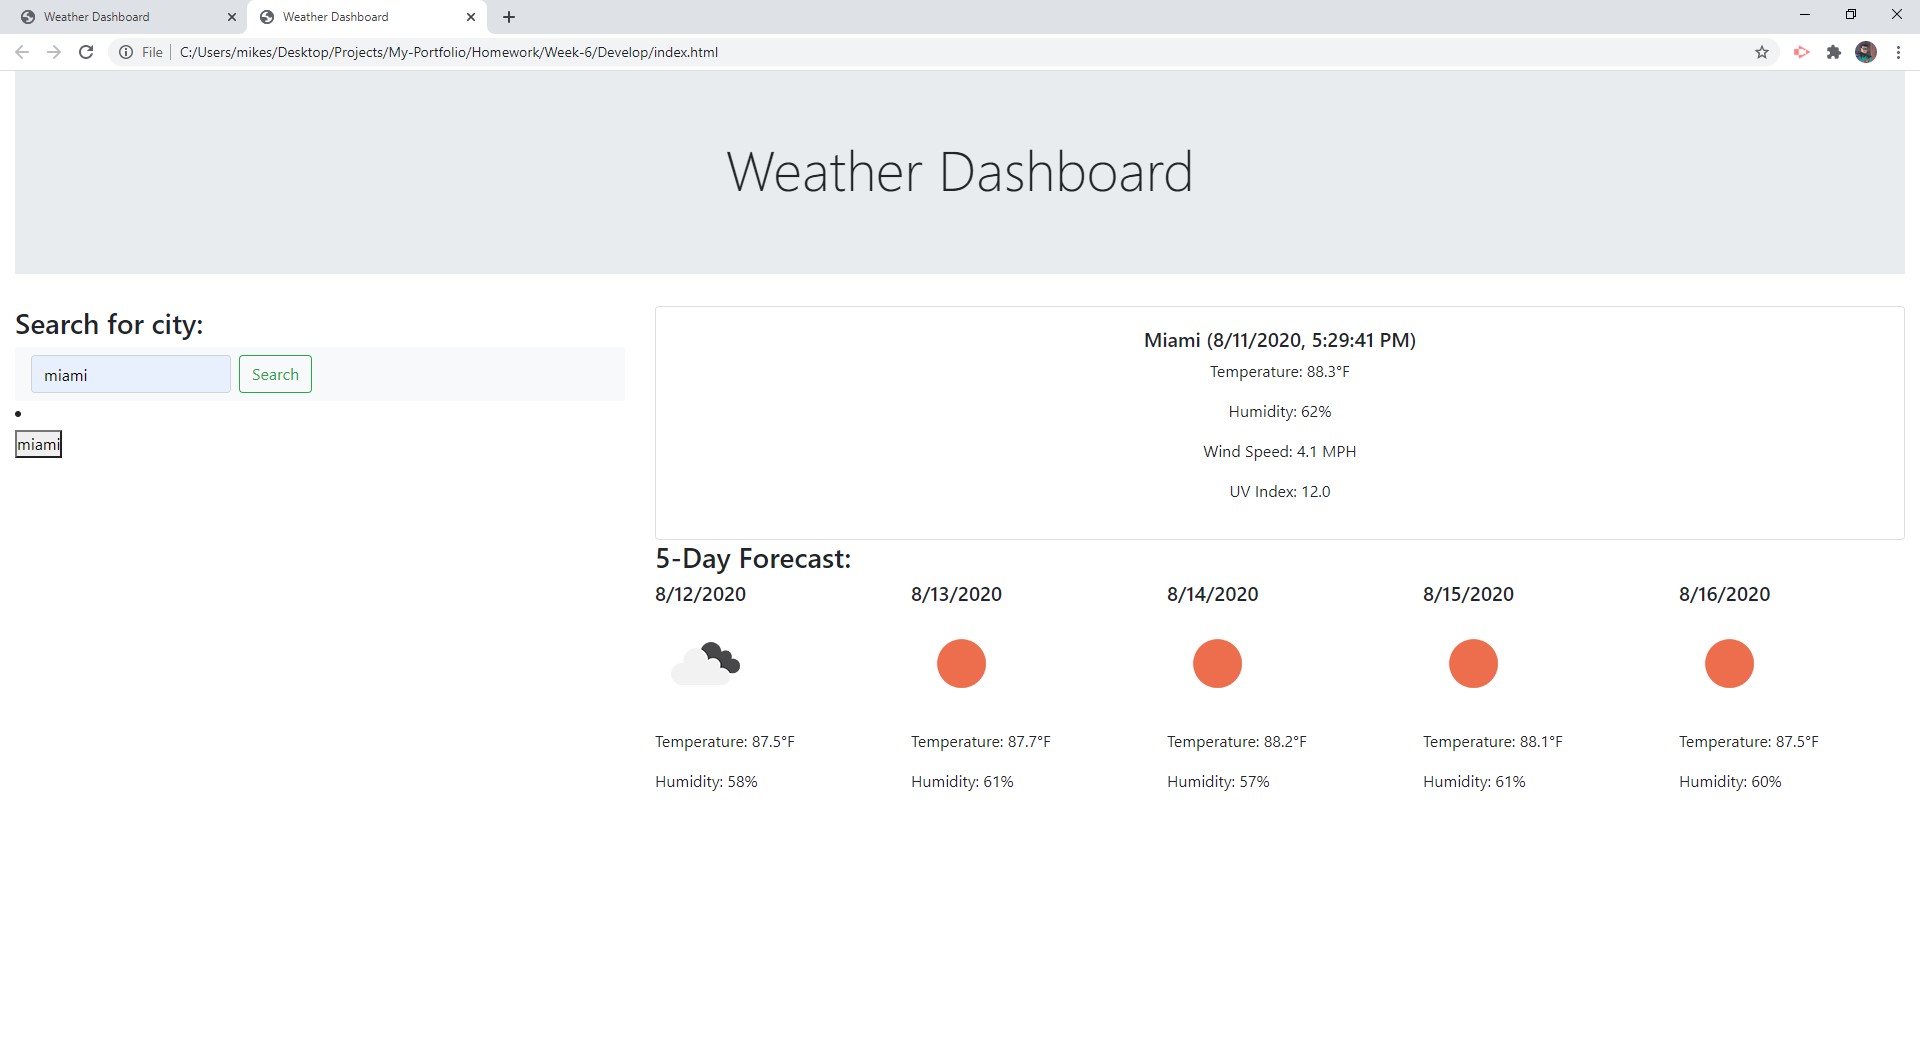 Weather Dashboard
Weather Dashboard
File
C:/Users/mikes/Desktop/Projects/My-Portfolio/Homework/Week-6/Develop/index.html
Weather Dashboard
Search for city:
miami Search
miami
Miami (8/11/2020, 5:29:41 PM)
Temperature: 88.3°F
Humidity: 62%
Wind Speed: 4.1 MPH
UV Index: 12.0
5-Day Forecast:
8/12/2020 8/13/2020 8/14/2020 8/15/2020 8/16/2020
Temperature: 87.5°F Temperature: 87.7°F Temperature: 88.2°F Temperature: 88.1°F Temperature: 87.5°F
Humidity: 58% Humidity: 61% Humidity: 57% Humidity: 61% Humidity: 60%